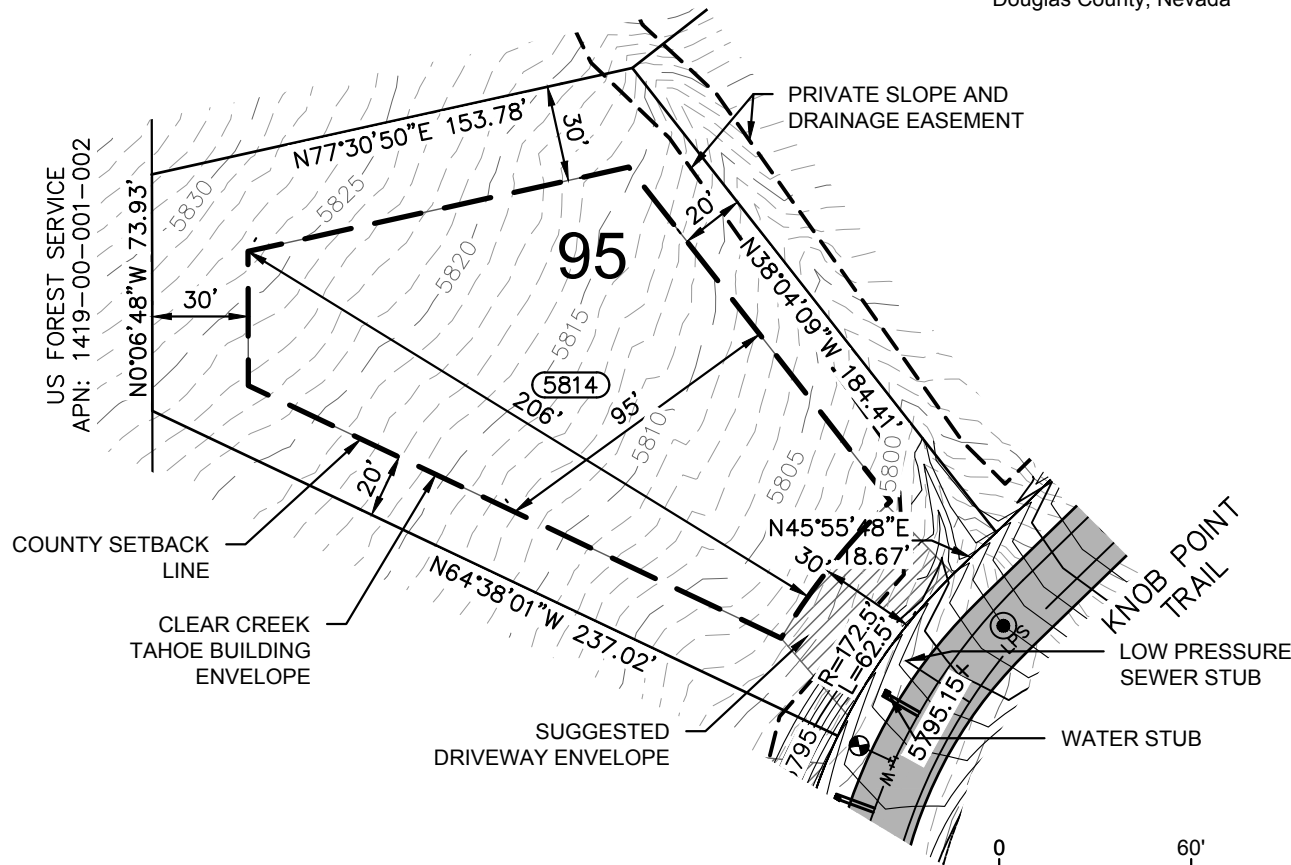 Douglas County, Nevada
PRIVATE SLOPE AND
DRAINAGE EASEMENT
N77°30'50"E 153.78'
30'
US FOREST SERVICE
APN: 1419-00-001-002
N0°06'48"W 73.93'
5830
5825
5820
95
20'
N38°04'09"W 184.41'
30'
5815
5814
206'
95'
5810
5805
5800
20'
N45°55'48"E
18.67'
30'
COUNTY SETBACK
LINE
N64°38'01"W 237.02'
CLEAR CREEK
TAHOE BUILDING
ENVELOPE
R=172.5'
L=62.5'
KNOB POINT
TRAIL
LPS
LOW PRESSURE
SEWER STUB
5795.15
SUGGESTED
DRIVEWAY ENVELOPE
5795
WATER STUB
W
0 60'